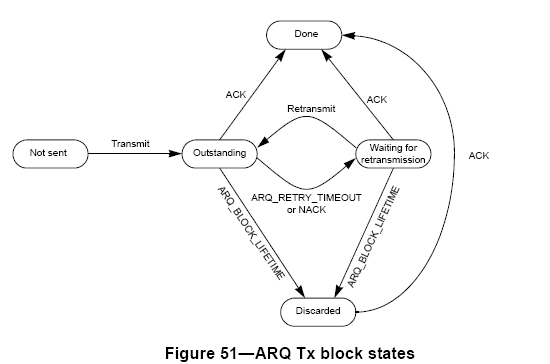 Done
ACK
ACK
Retransmit
Transmit
Not sent
Outstanding
Waiting for
retransmission
ACK
ARQ_RETRY_TIMEOUT
or NACK
ARQ_BLOCK_LIFETIME
ARQ_BLOCK_LIFETIME
Discarded
Figure 51—ARQ Tx block states